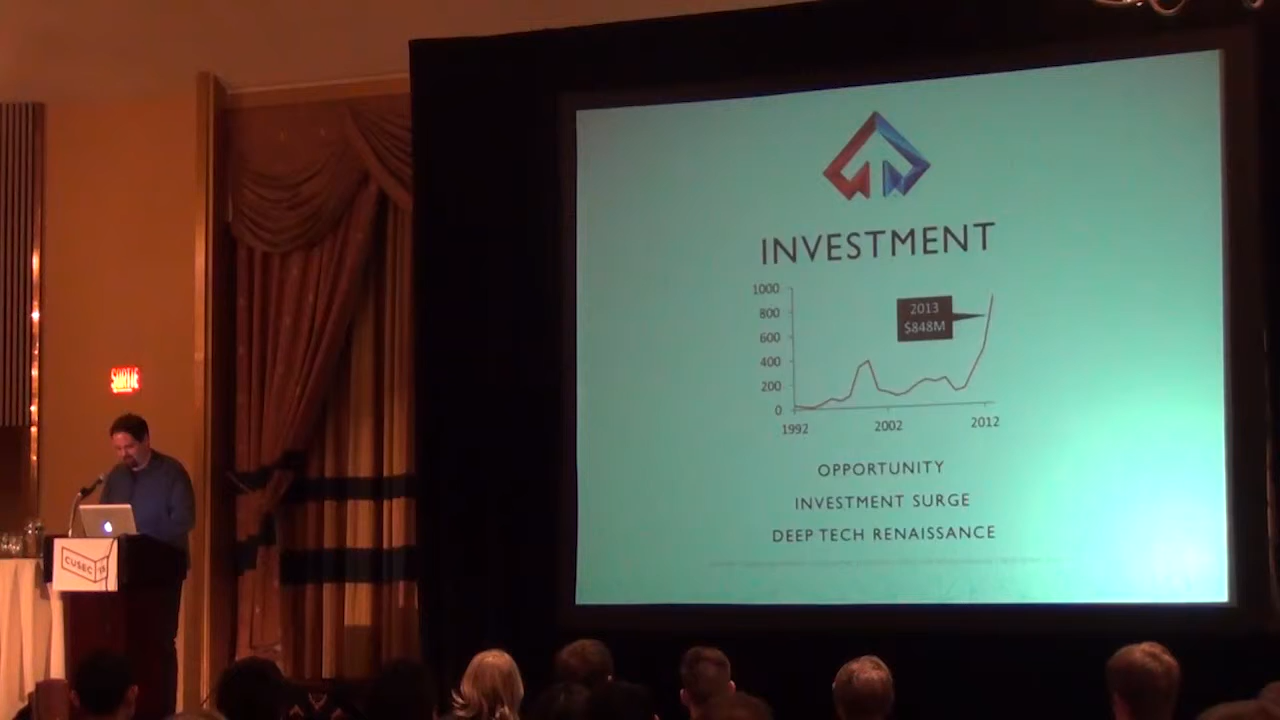 INVESTMENT
1000
800
600
400
200
0
2013
$848M
1992
2002
2012
OPPORTUNITY
INVESTMENT SURGE
DEEP TECH RENAISSANCE
SORTIE
CUSEC